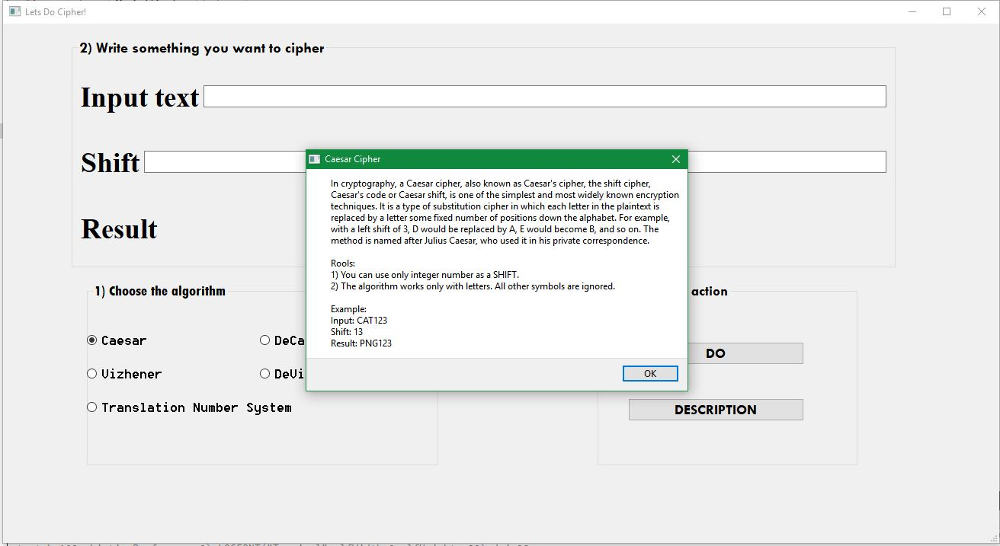 Lets Do Cipher!
2) Write something you want to cipher
Input text
Shift
Caesar Cipher
In cryptography, a Caesar cipher, also known as Caesar's cipher, the shift cipher,
Caesar's code or Caesar shift, is one of the simplest and most widely known encryption
techniques. It is a type of substitution cipher in which each letter in the plaintext is
replaced by a letter some fixed number of positions down the alphabet. For example,
with a left shift of 3, D would be replaced by A, E would become B, and so on. The
method is named after Julius Caesar, who used it in his private correspondence.
Rools:
1) You can use only integer number as a SHIFT.
2) The algorithm works only with letters. All other symbols are ignored.
Example:
Input: CAT123
Shift: 13
Result: PNG123
OK
Result
1) Choose the algorithm
action
Caesar
DeCa
Vizhener
DeVi
Translation Number System
DO
DESCRIPTION